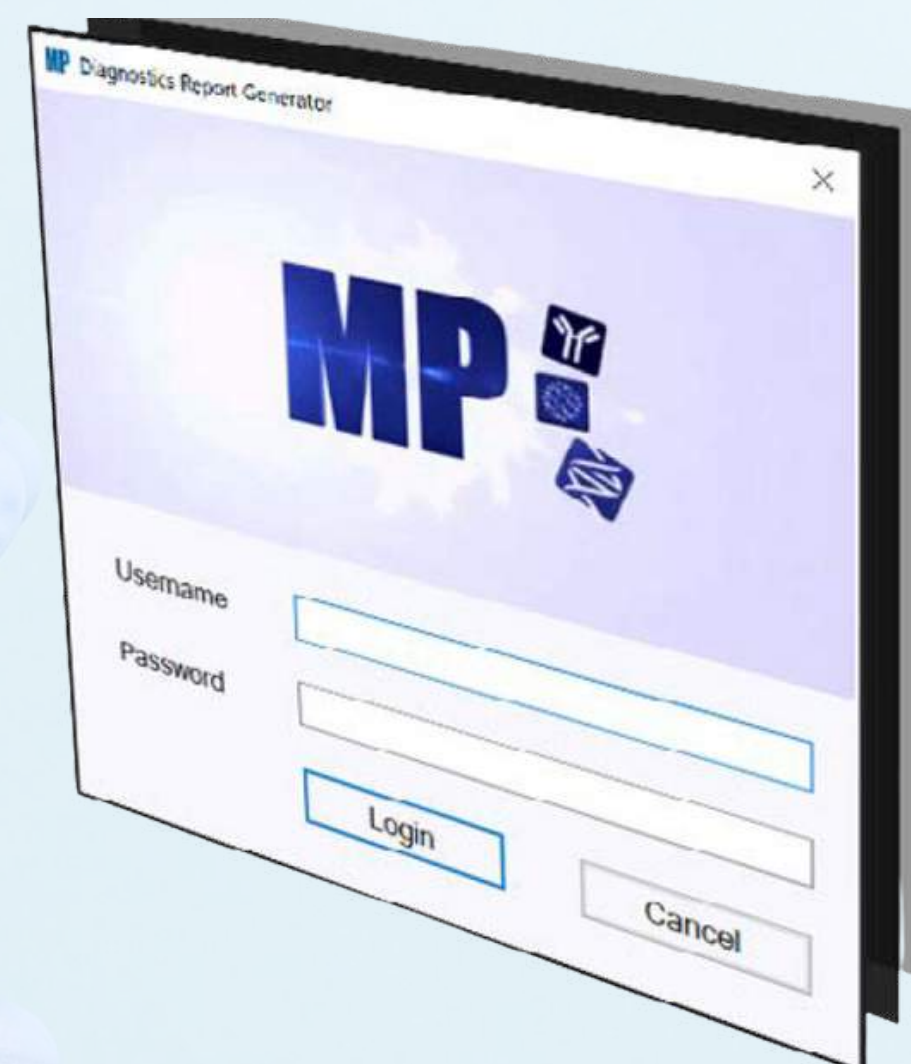 MP Diagnostics Report Generator
MP
Username
Password
Login
Cancel